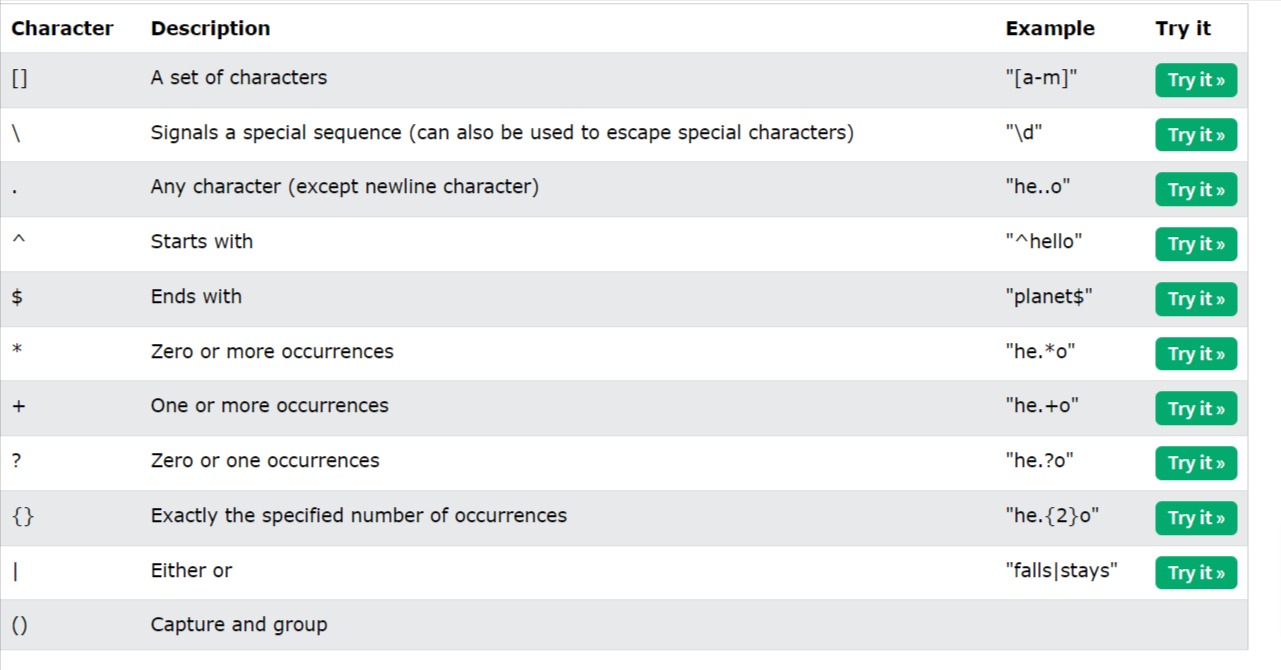 Character Description Example Try it
[] A set of characters "[a-m]" Try it »
\ Signals a special sequence (can also be used to escape special characters) "\d" Try it »
. Any character (except newline character) "he..o" Try it »
^ Starts with "^hello" Try it »
$ Ends with "planet$" Try it »
* Zero or more occurrences "he.*o" Try it »
+ One or more occurrences "he.+o" Try it »
? Zero or one occurrences "he.?o" Try it »
{} Exactly the specified number of occurrences "he.{2}o" Try it »
| Either or "falls|stays" Try it »
() Capture and group